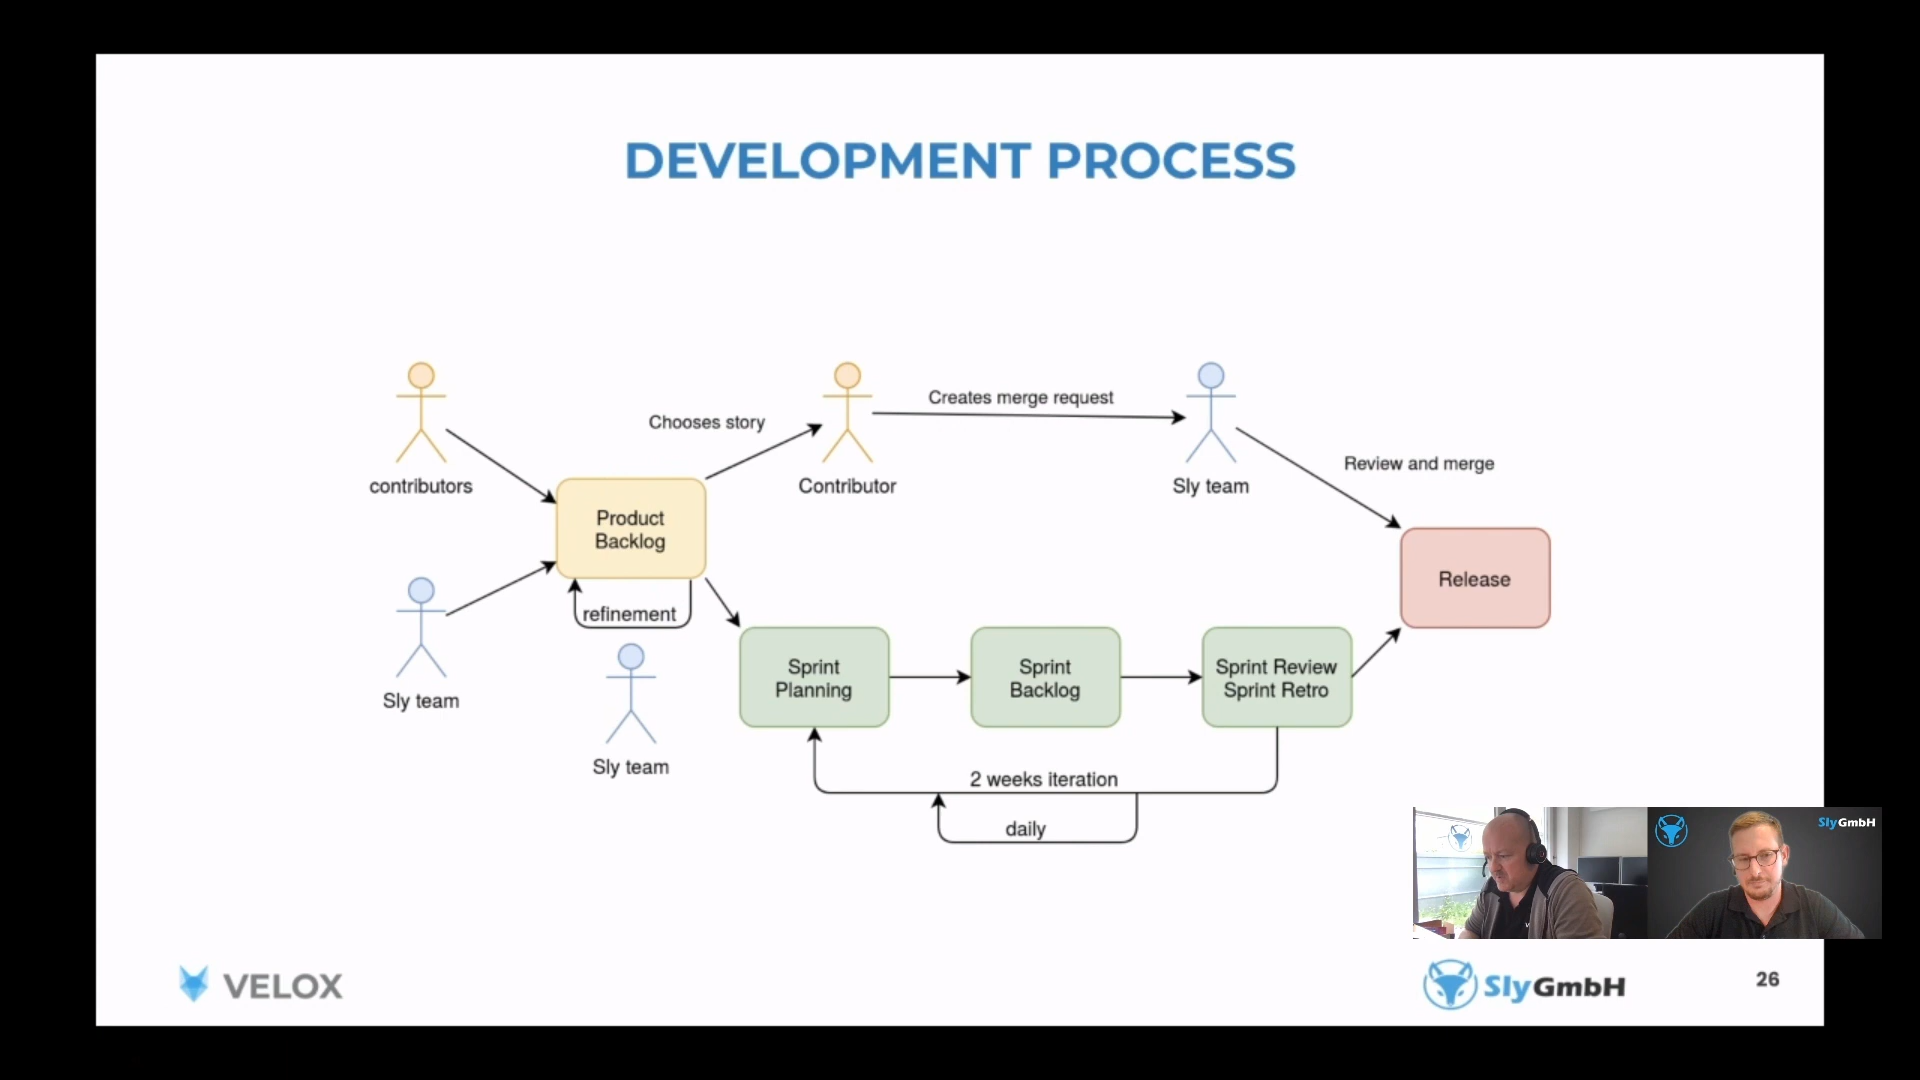 DEVELOPMENT PROCESS
Creates merge request
Chooses story
Review and merge
contributors
Contributor
Sly team
Product
Backlog
Release
refinement
Sprint
Planning
Sprint
Backlog
Sprint Review
Sprint Retro
Sly team
Sly team
2 weeks iteration
daily
SlyGmbH
VELOX
SlyGmbH
26